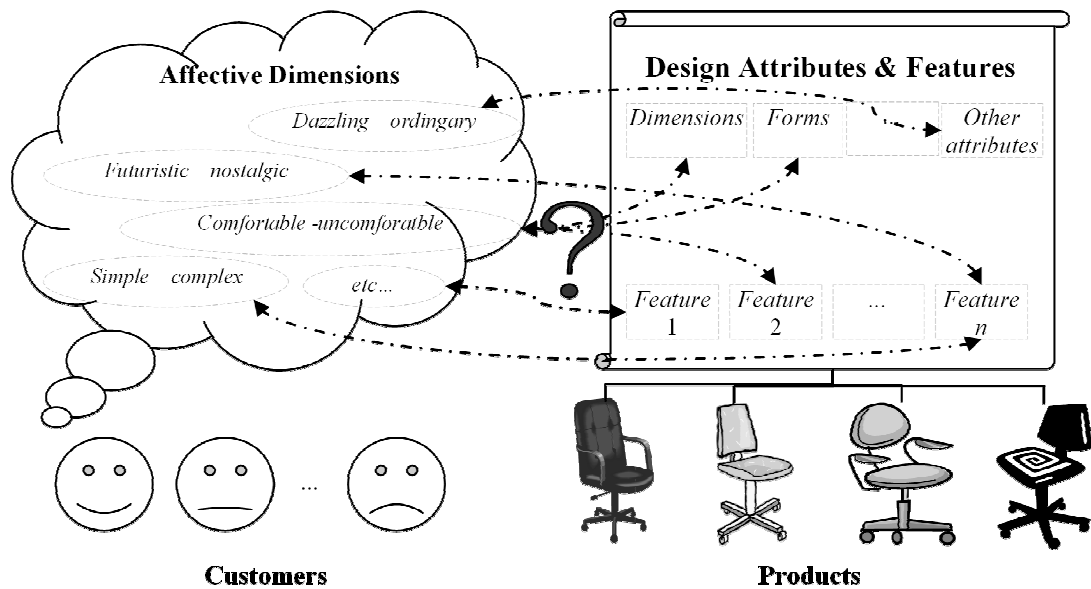 Affective Dimensions
Dazzling ordingary
Futuristic nostalgic
Comfortable -uncomforatble
Simple complex
etc...
Design Attributes & Features
Dimensions
Forms
Other
attributes
Feature
1
Feature
2
...
Feature
n
?
...
Customers
Products